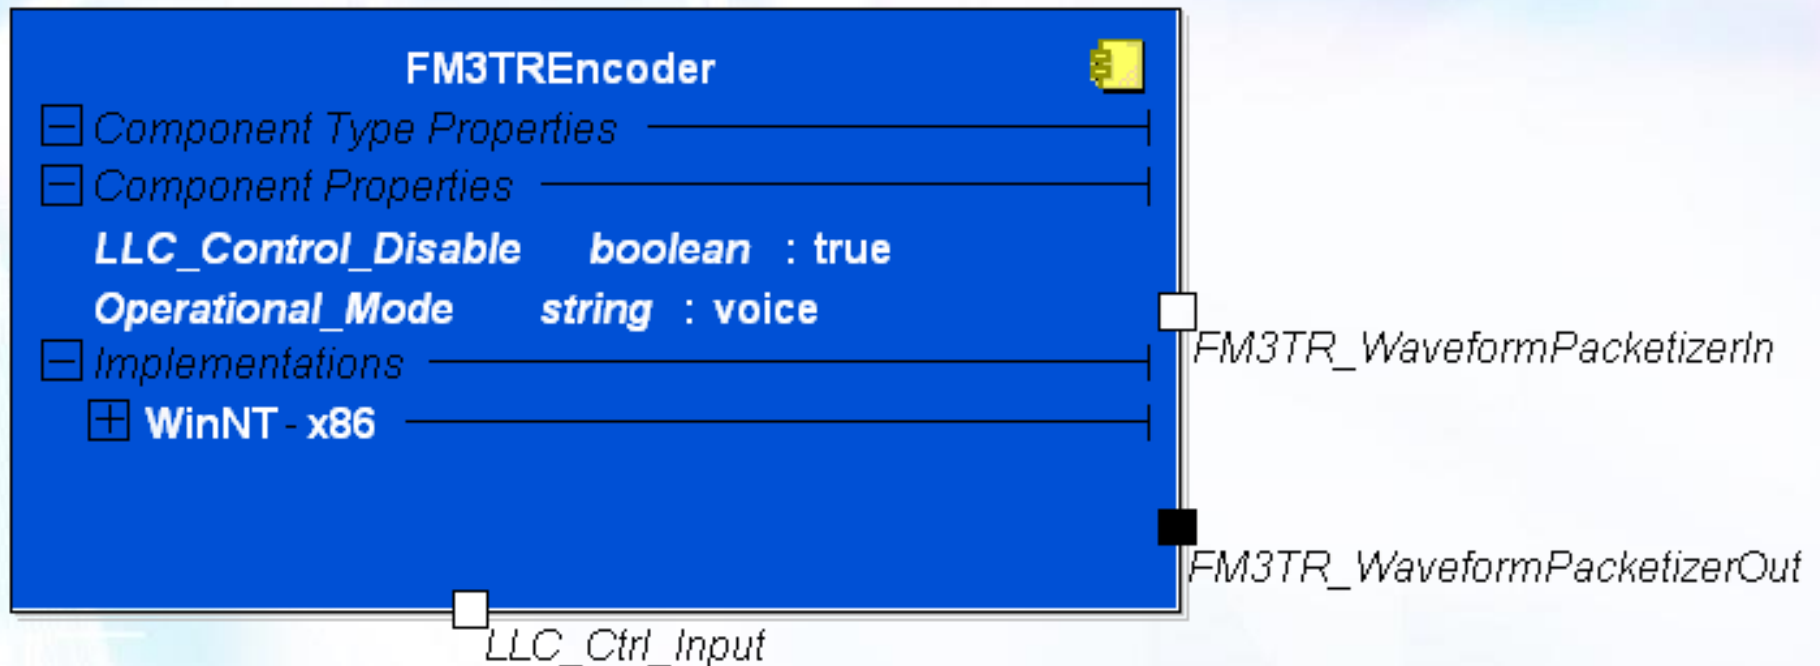 FM3TREncoder
Component Type Properties
Component Properties
LLC_Control_Disable boolean : true
Operational_Mode string : voice
FM3TR_WaveformPacketizerIn
Implementations
WinNT - x86
FM3TR_WaveformPacketizerOut
LLC_Ctrl_Input